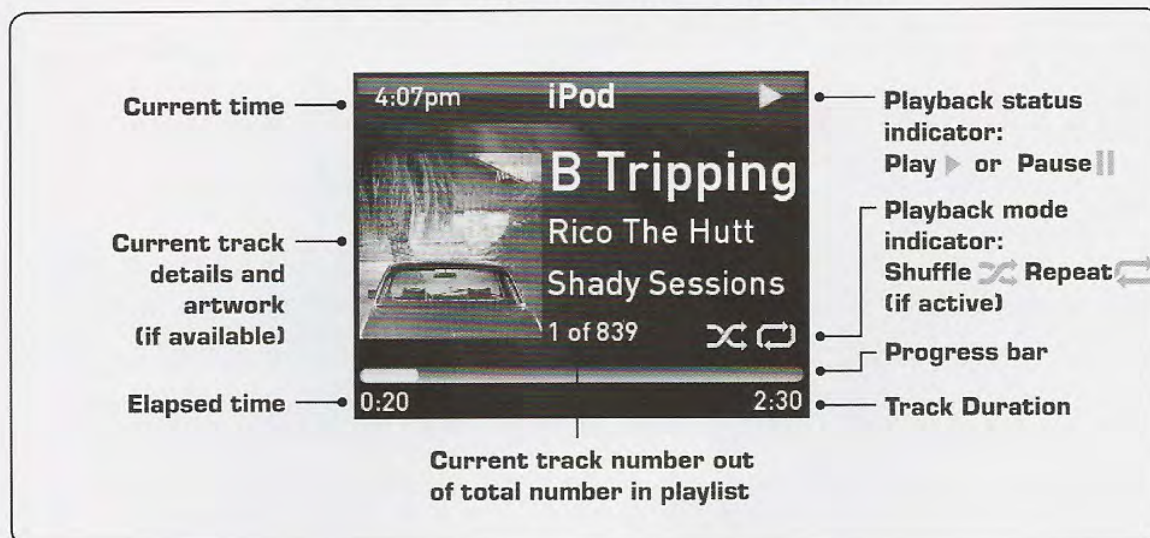 Current time
4:07pm iPod
Playback status
indicator:
Play or Pause
Current track
details and
artwork
(if available)
B Tripping
Rico The Hutt
Shady Sessions
1 of 839
Playback mode
indicator:
Shuffle Repeat
(if active)
Progress bar
Elapsed time
0:20 2:30
Track Duration
Current track number out
of total number in playlist